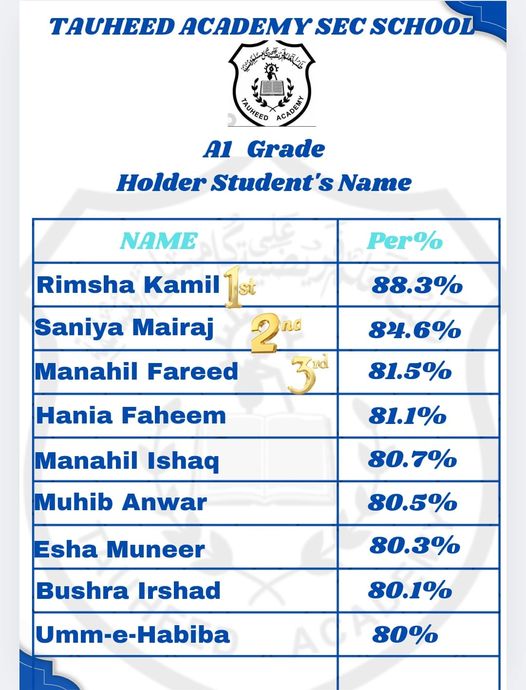 TAUHEED ACADEMY SEC SCHOOL
TAUHEED ACADEMY
A1 Grade
Holder Student's Name
NAME Per%
Rimsha Kamil 1st 88.3%
Saniya Mairaj 2nd 84.6%
Manahil Fareed 3rd 81.5%
Hania Faheem 81.1%
Manahil Ishaq 80.7%
Muhib Anwar 80.5%
Esha Muneer 80.3%
Bushra Irshad 80.1%
Umm-e-Habiba 80%
TAUHEED ACADEMY